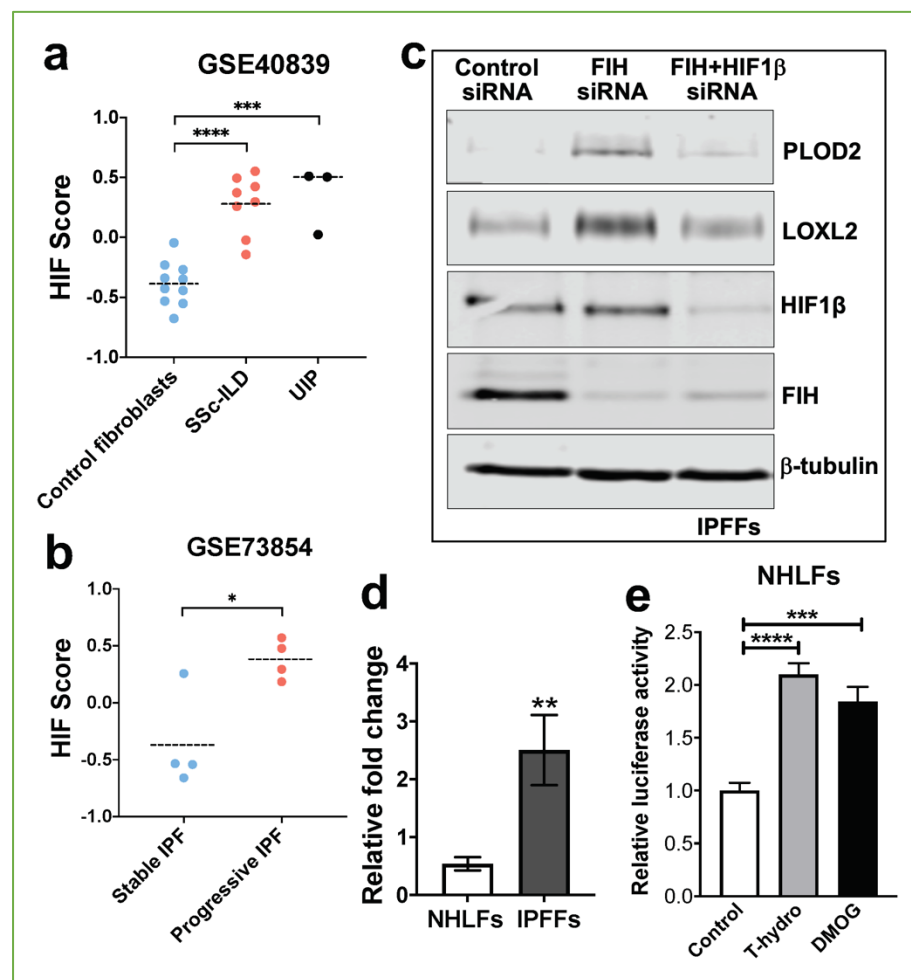 a
GSE40839
HIF Score
1.0
0.5
0.0
-0.5
-1.0
****
***
Control fibroblasts
SSc-ILD
UIP
b
GSE73854
HIF Score
1.0
0.5
0.0
-0.5
-1.0
*
Stable IPF
Progressive IPF
c
Control
siRNA
FIH
siRNA
FIH+HIF1β
siRNA
PLOD2
LOXL2
HIF1β
FIH
β-tubulin
IPFFs
d
Relative fold change
4
3
2
1
0
**
NHLFs
IPFFs
e
NHLFs
Relative luciferase activity
2.5
2.0
1.5
1.0
0.5
0.0
***
****
Control
T-hydro
DMOG